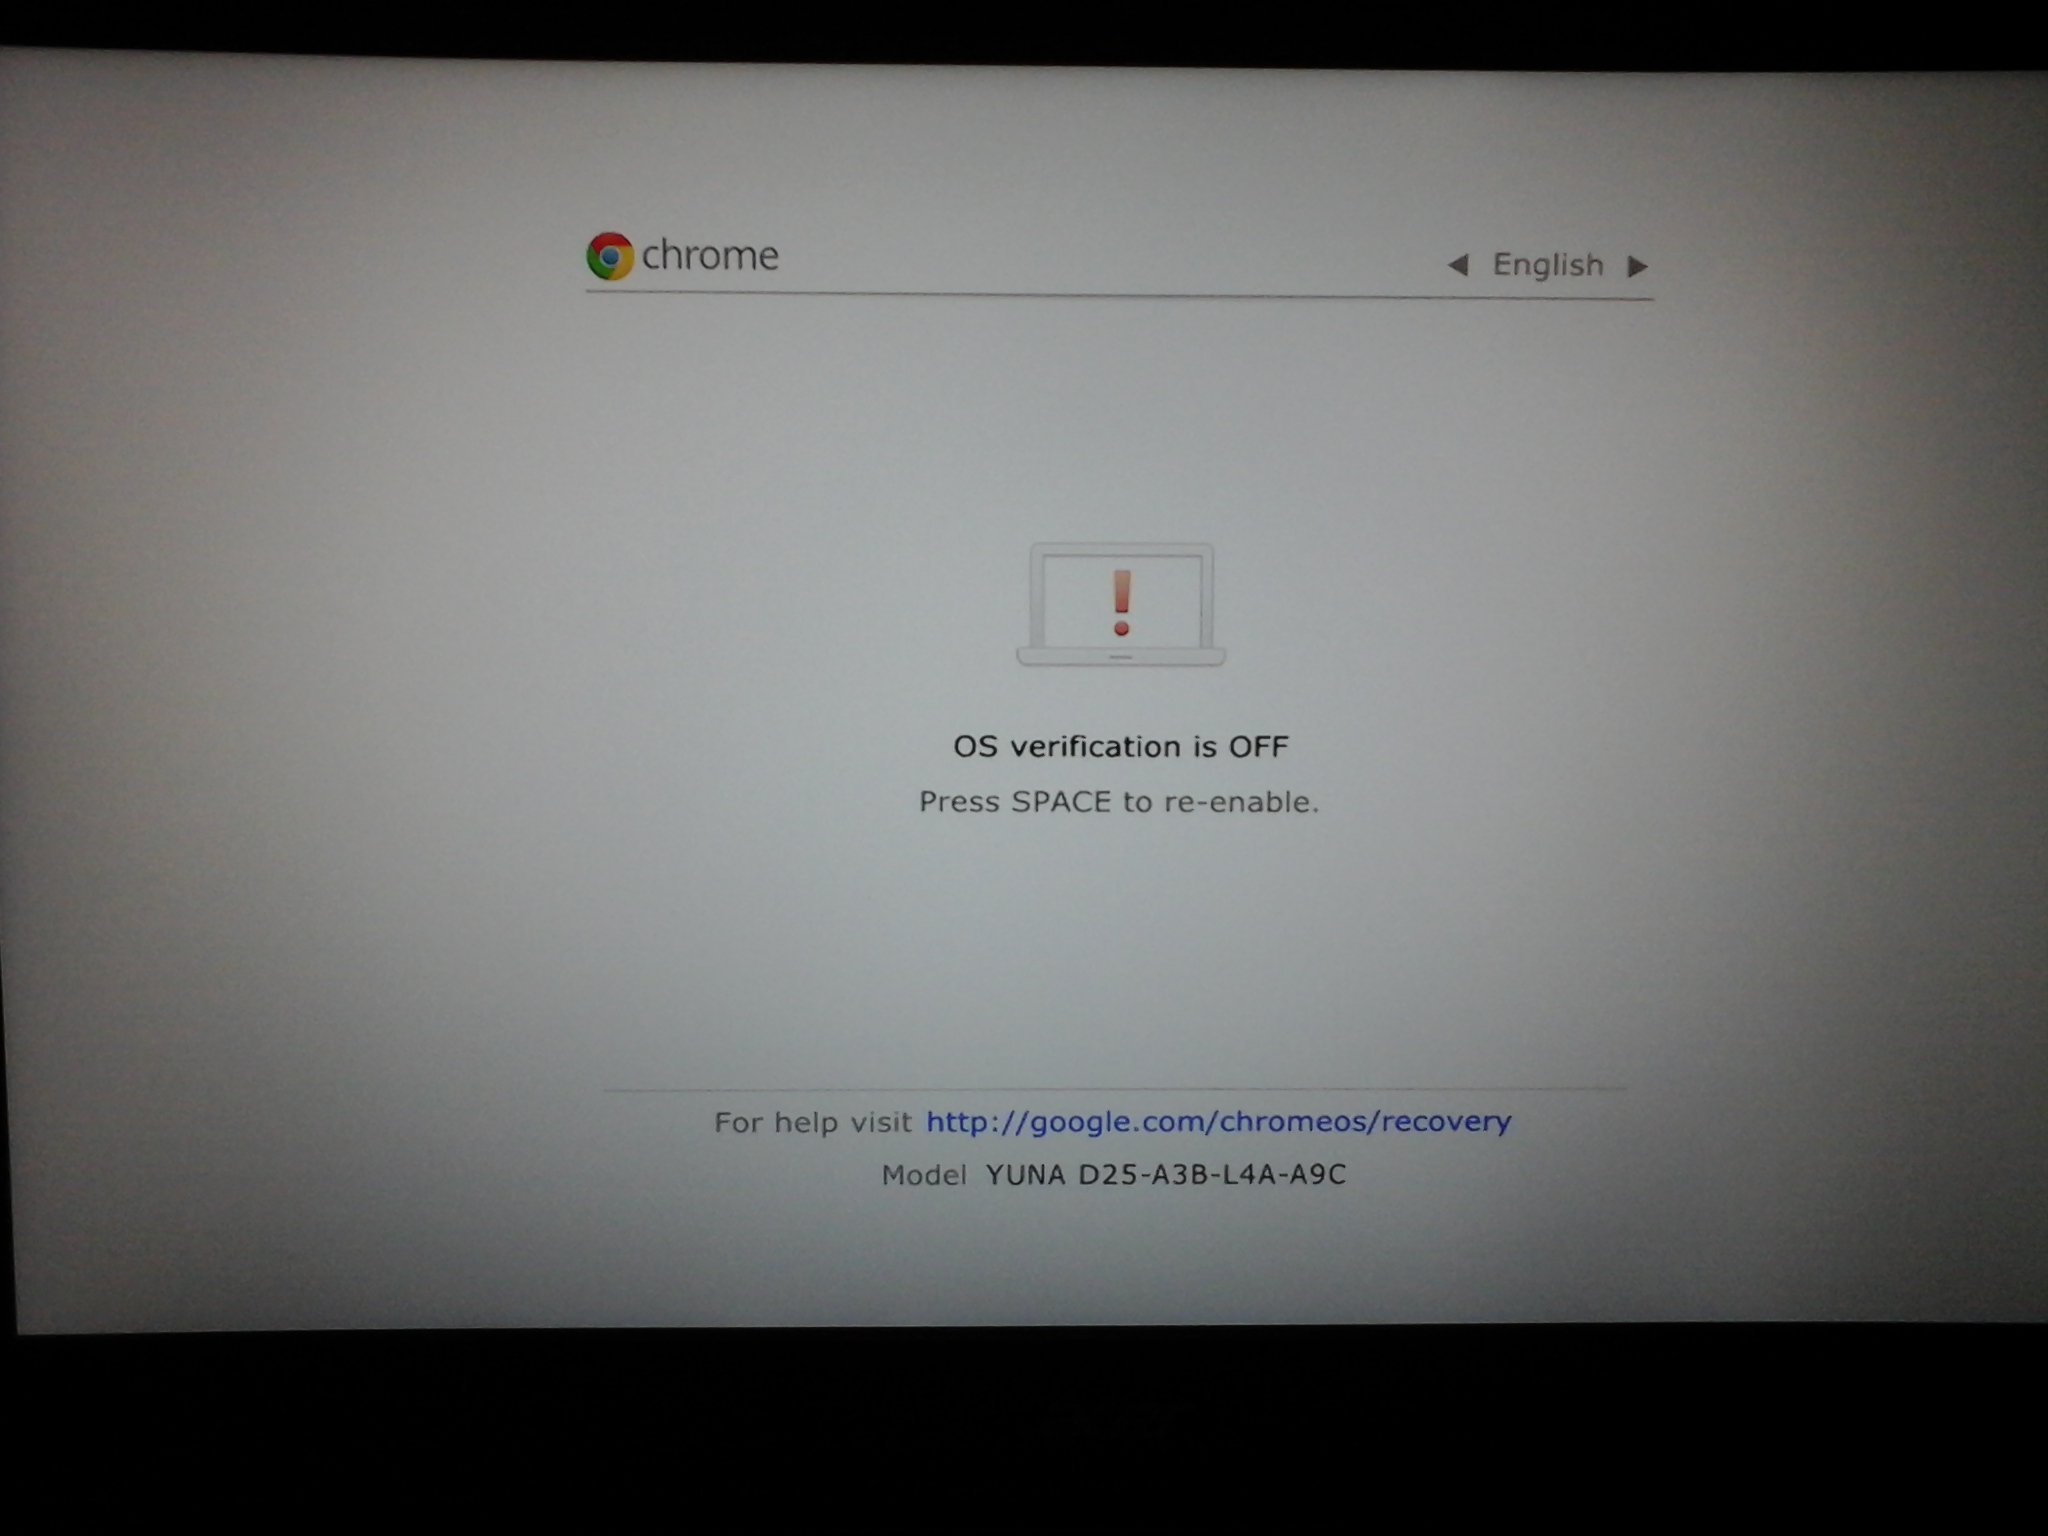 chrome
English
OS verification is OFF
Press SPACE to re-enable.
For help visit http://google.com/chromeos/recovery
Model YUNA D25-A3B-L4A-A9C